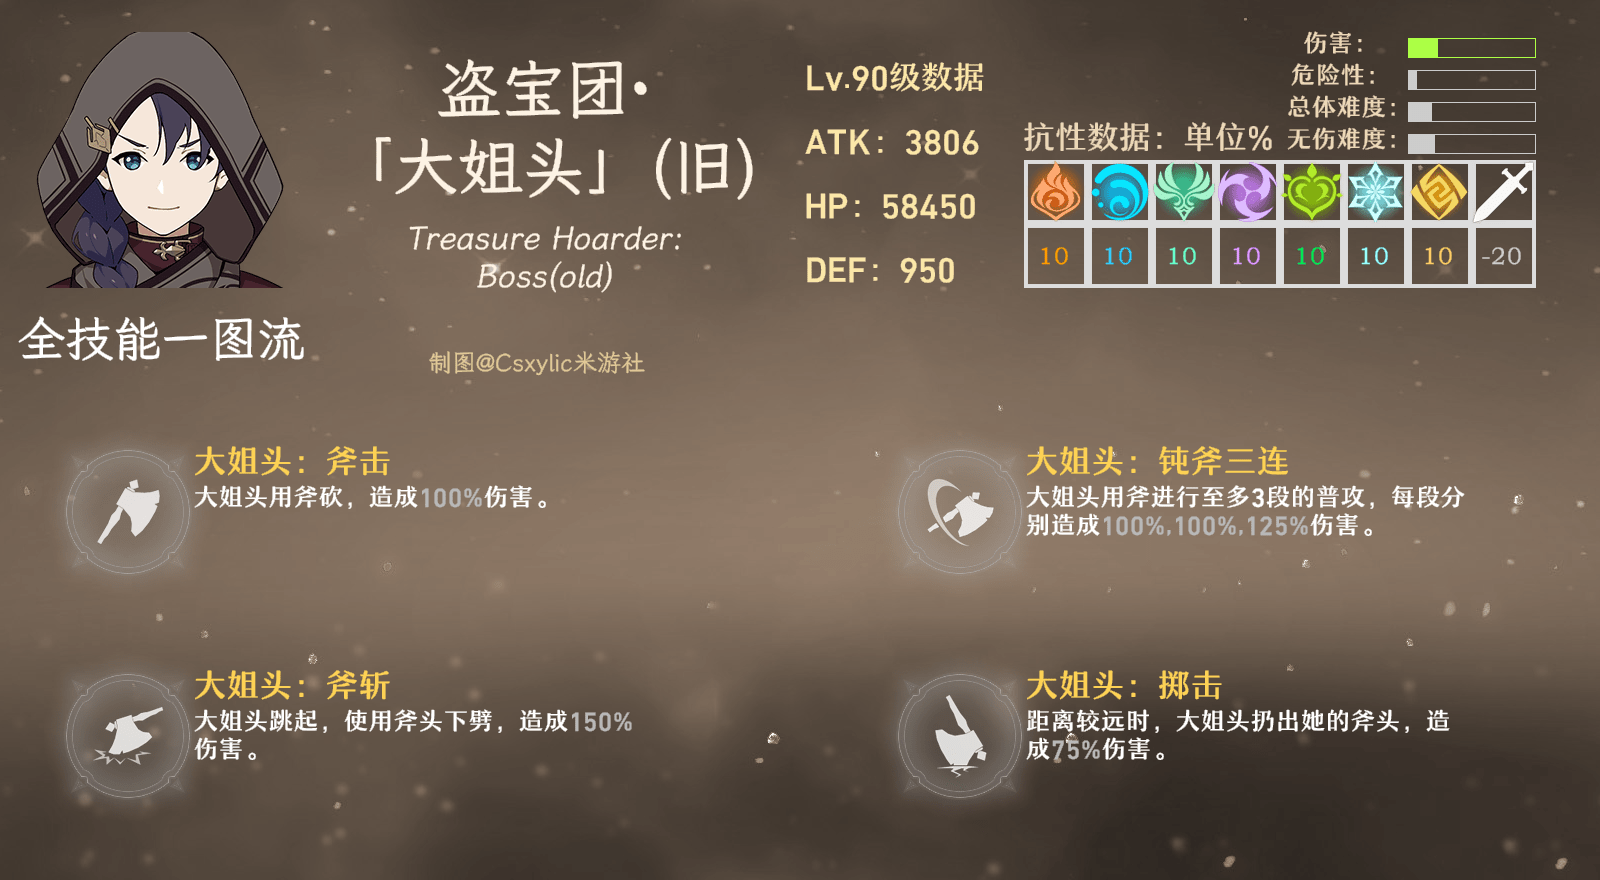 盗宝团·
「大姐头」(旧)
Treasure Hoarder:
Boss(old)
全技能一图流
制图@Csxylic米游社
Lv.90级数据
ATK：3806
HP：58450
DEF：950
伤害：
危险性：
总体难度：
无伤难度：
抗性数据：单位%
10 10 10 10 10 10 10 -20
大姐头：斧击
大姐头用斧砍，造成100%伤害。
大姐头：钝斧三连
大姐头用斧进行至多3段的普攻，每段分
别造成100%,100%,125%伤害。
大姐头：斧斩
大姐头跳起，使用斧头下劈，造成150%
伤害。
大姐头：掷击
距离较远时，大姐头扔出她的斧头，造
成75%伤害。